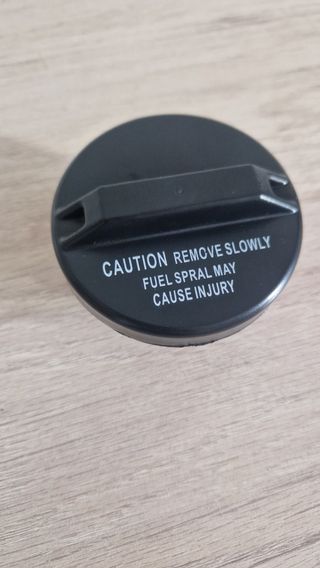 CAUTION REMOVE SLOWLY
FUEL SPRAL MAY
CAUSE INJURY